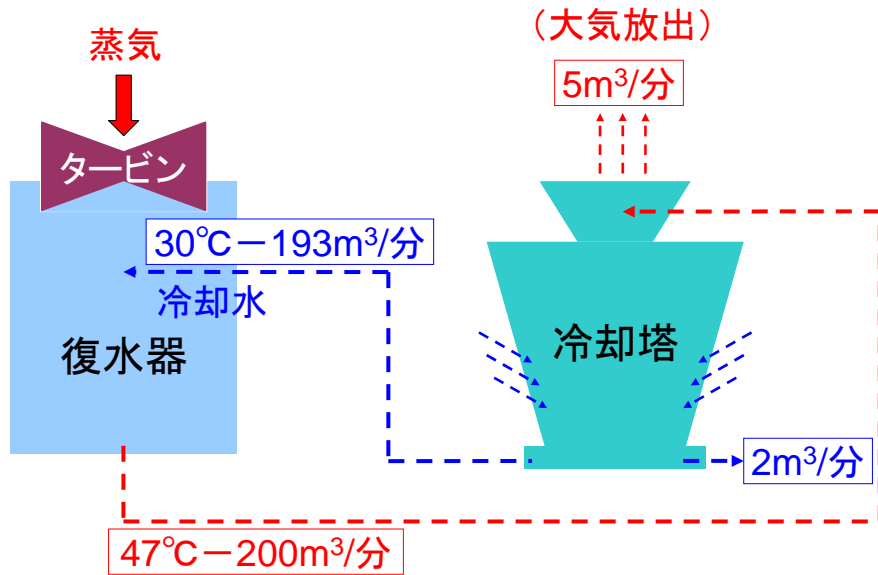 (大気放出)
蒸気
5m³/分
タービン
30℃－193m³/分
冷却水
復水器
冷却塔
2m³/分
47℃－200m³/分